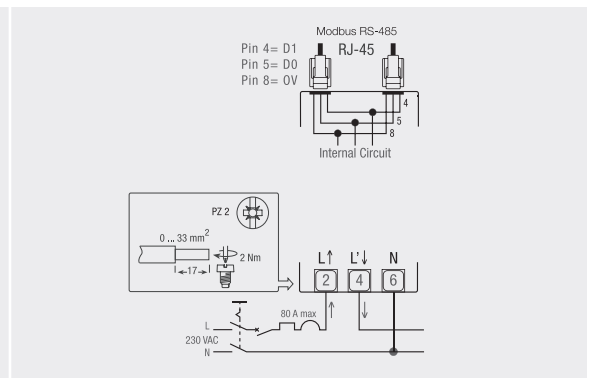 Modbus RS-485
Pin 4= D1
RJ-45
Pin 5= D0
Pin 8= 0V
4
5
8
Internal Circuit
PZ 2
0 ... 33 mm²
2 Nm
17
L↑ L'↓ N
2 4 6
80 A max
L
230 VAC
N